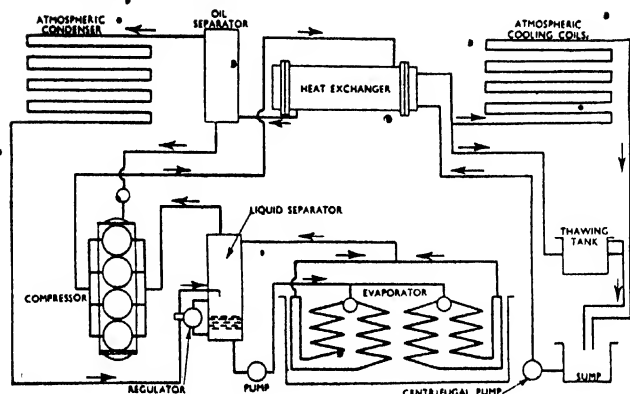 ATMOSPHERIC
CONDENSER
OIL
SEPARATOR
ATMOSPHERIC
COOLING COILS.
HEAT EXCHANGER
LIQUID SEPARATOR
THAWING
TANK
COMPRESSOR
EVAPORATOR
REGULATOR
PUMP
CENTRIFUGAL PUMP
SUMP